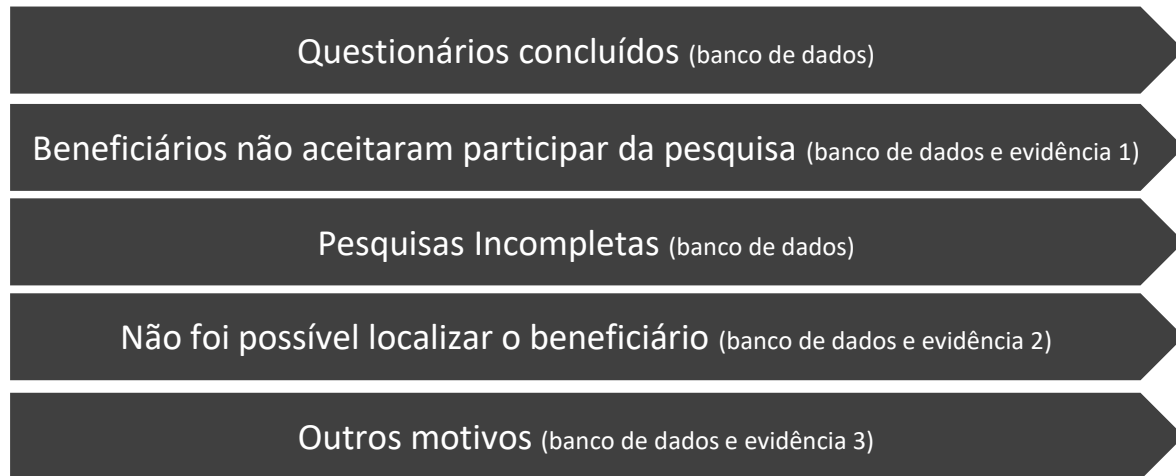 Questionários concluídos (banco de dados)
Beneficiários não aceitaram participar da pesquisa (banco de dados e evidência 1)
Pesquisas Incompletas (banco de dados)
Não foi possível localizar o beneficiário (banco de dados e evidência 2)
Outros motivos (banco de dados e evidência 3)